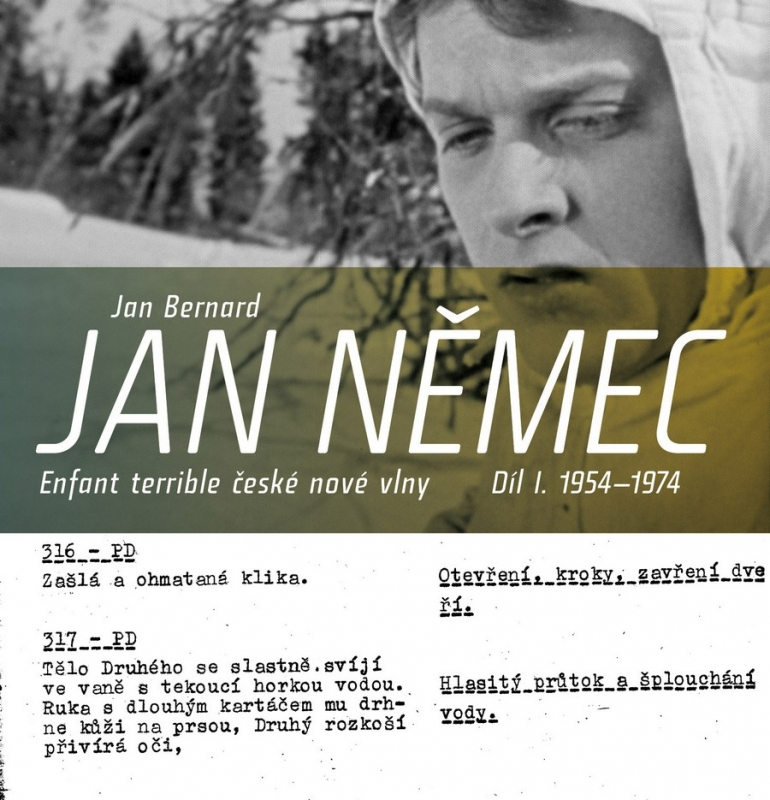 Jan Bernard
JAN NĚMEC
Enfant terrible české nové vlny Díl I. 1954–1974
316 - PD
Zašlá a ohmataná klika.
Otevření, kroky, zavření dve
ří.
317 - PD
Tělo Druhého se slastně svíjí
ve vaně s tekoucí horkou vodou.
Ruka s dlouhým kartáčem mu drh-
ne kůži na prsou, Druhý rozkoší
přivírá oči,
Hlasitý průtok a šplouchání
vody.